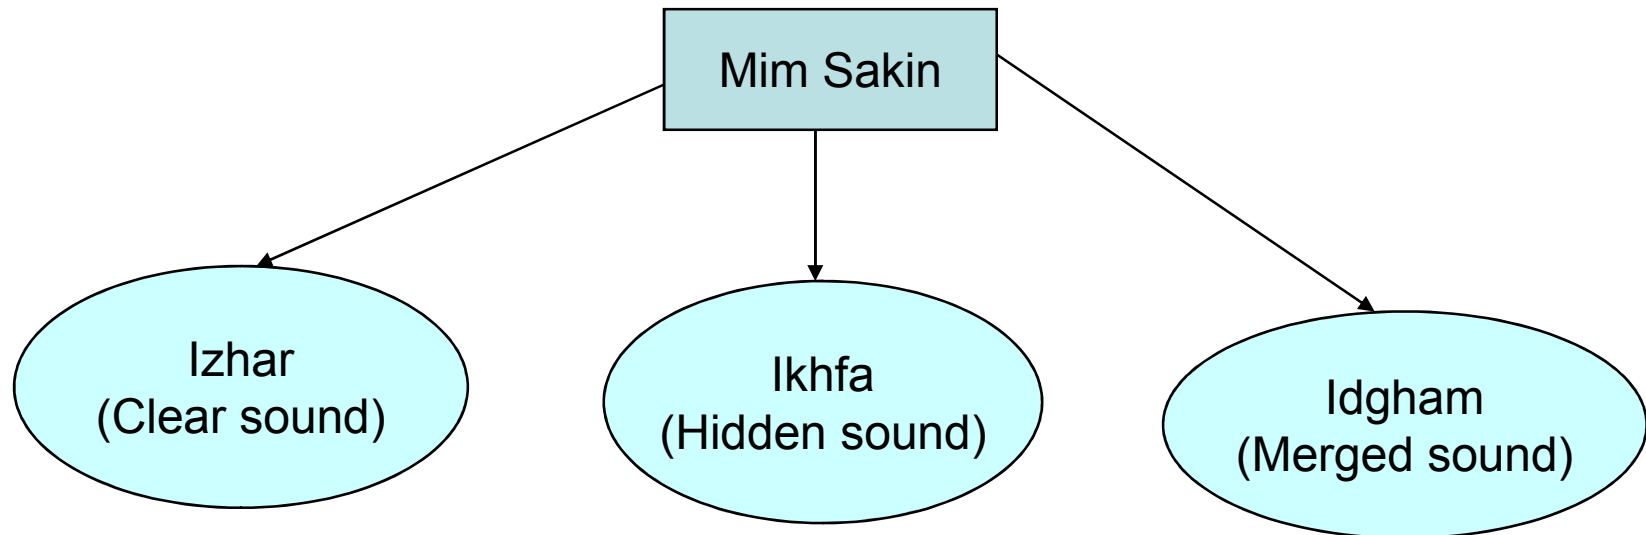 Mim Sakin
Izhar
(Clear sound)
Ikhfa
(Hidden sound)
Idgham
(Merged sound)